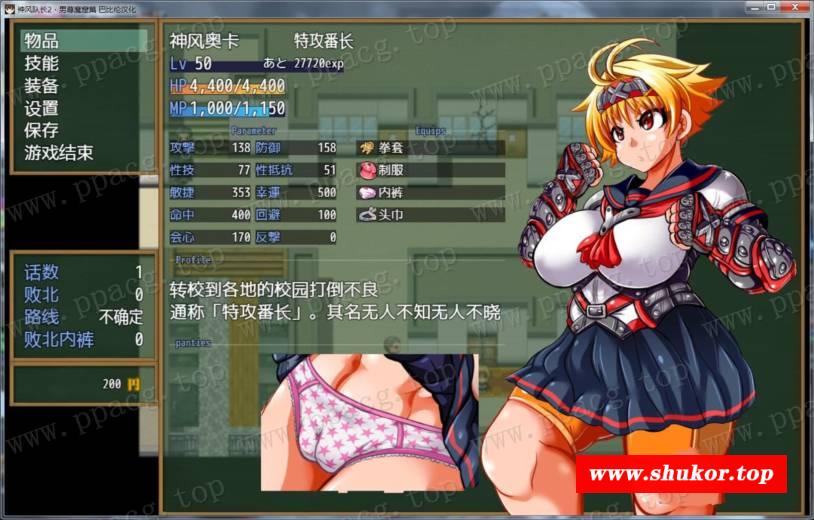 神风队长2 - 男尊魔窟篇 巴比伦汉化
物品
技能
装备
设置
保存
游戏结束
神风奥卡 特攻番长
Lv 50 あと 27720exp
HP 4,400/4,400
MP 1,000/1,150
Parameter
Equips
攻撃 138 防御 158
拳套
性技 77 性抵抗 51
制服
敏捷 353 幸運 500
内裤
命中 400 回避 100
头巾
会心 170 反撃 0
Profile
转校到各地的校园打倒不良
通称「特攻番长」。其名无人不知无人不晓
panties
话数 1
败北 0
路线 不确定
败北内裤 0
200 円
www.shukor.top
www.ppacg.top